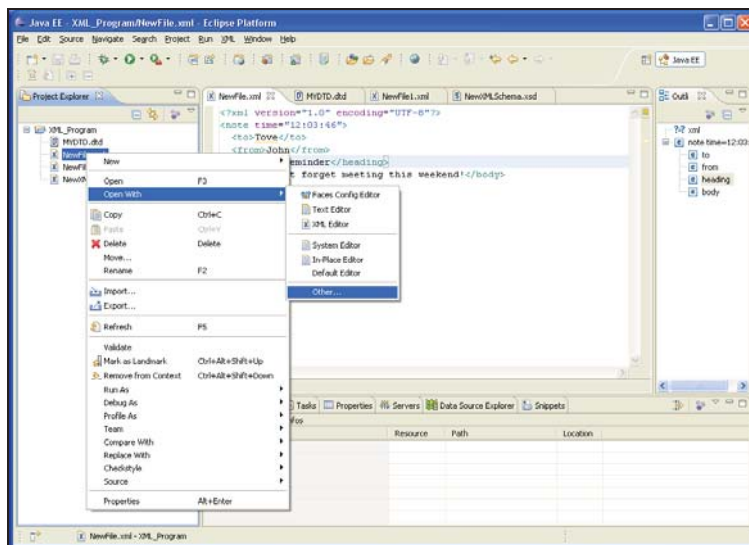 Java EE - XML_Program/NewFile.xml - Eclipse Platform
File Edit Source Navigate Search Project Run XML Window Help
Java EE
Project Explorer
NewFile.xml MYDTD.dtd NewFile1.xml NewXMLSchema.xsd
Outli
XML_Program
MYDTD.dtd
<?xml version="1.0" encoding="UTF-8"?>
<note time="12:03:46">
<to>Tove</to>
<from>John</from>
eminder</heading>
t forget meeting this weekend!</body>
xml
note time=12:03
to
from
heading
body
New
Open F3
Open With
Copy Ctrl+C
Paste Ctrl+V
Delete Delete
Move...
Rename F2
Import...
Export...
Refresh F5
Validate
Mark as Landmark Ctrl+Alt+Shift+Up
Remove from Context Ctrl+Alt+Shift+Down
Run As
Debug As
Profile As
Team
Compare With
Replace With
Checkstyle
Source
Properties Alt+Enter
Faces Config Editor
Text Editor
XML Editor
System Editor
In-Place Editor
Default Editor
Other...
Tasks Properties Servers Data Source Explorer Snippets
Resource Path Location
NewFile.xml - XML_Program